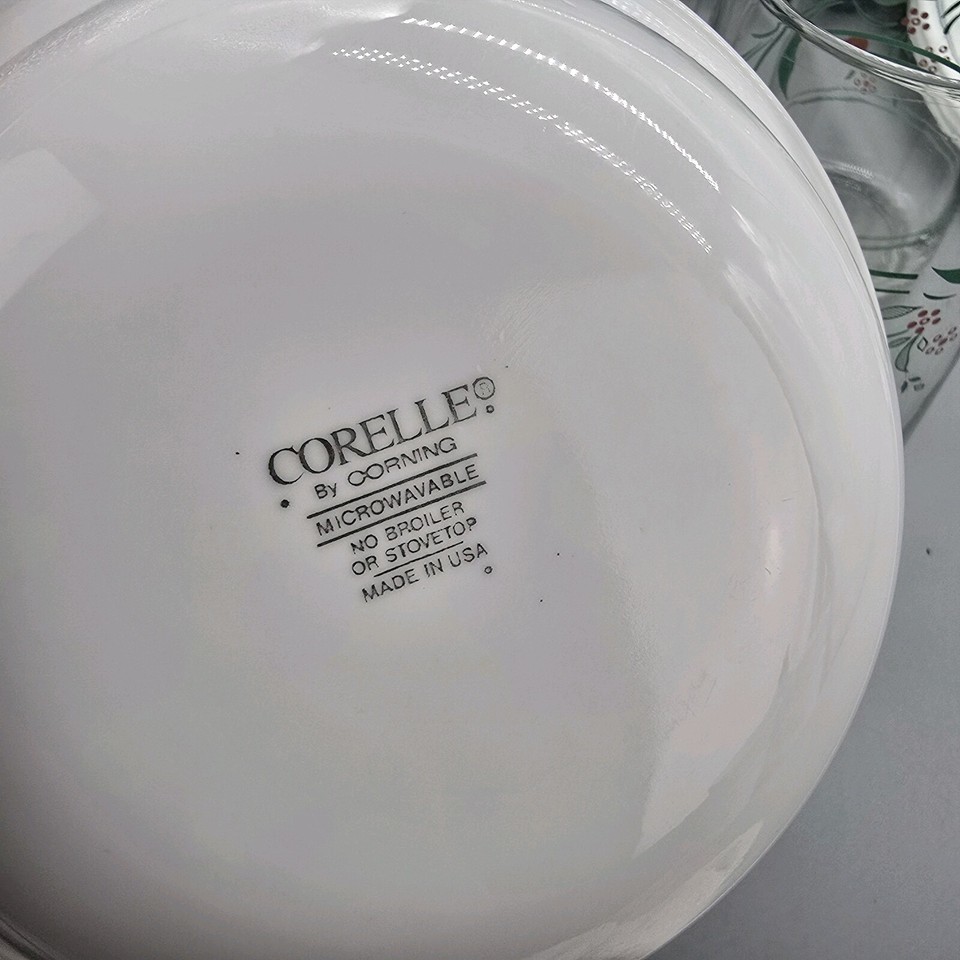 CORELLE®
By CORNING
MICROWAVABLE
NO BROILER
OR STOVETOP
MADE IN USA